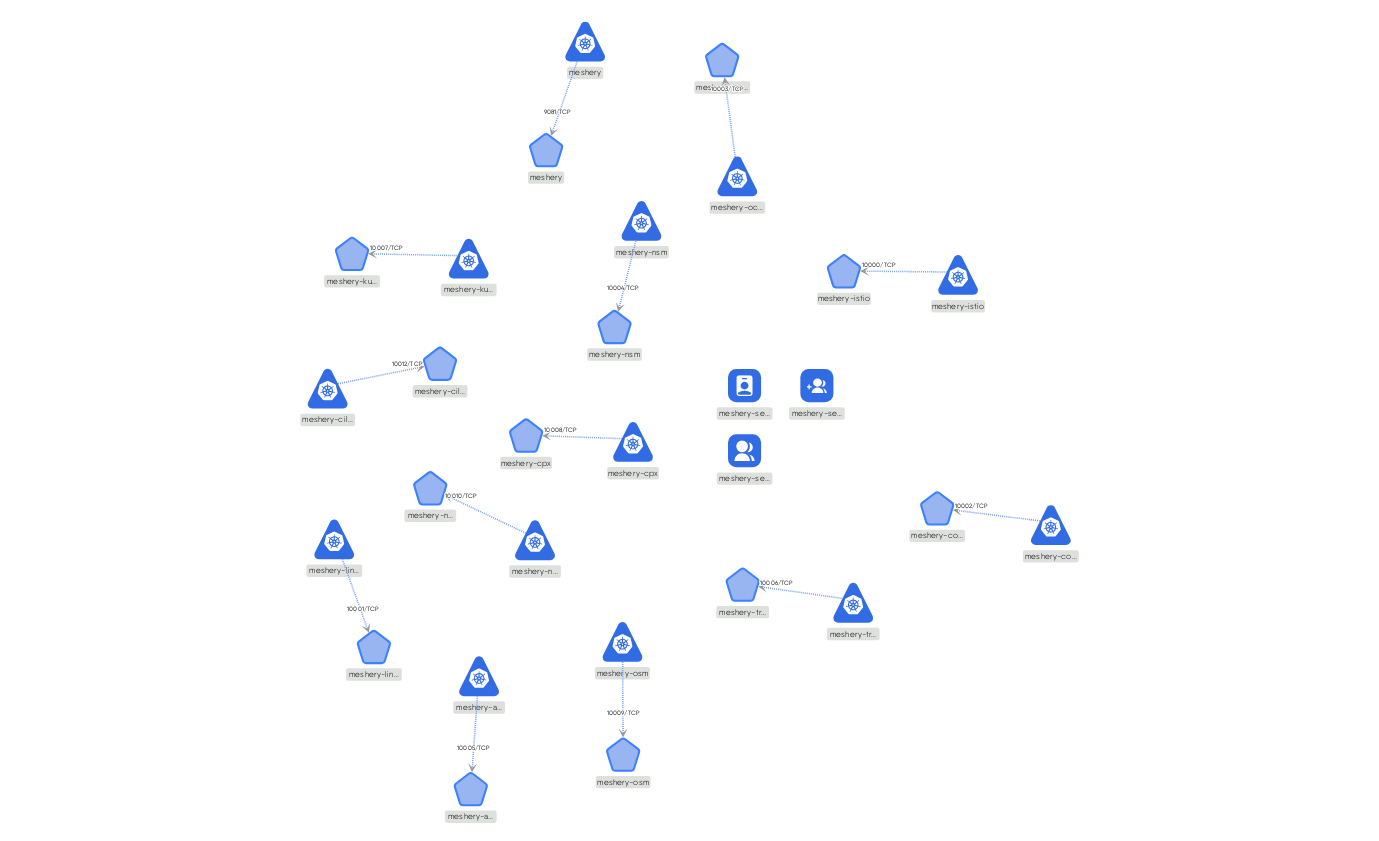 meshery
mes 10003/TCP ...
9081/TCP
meshery
meshery-oc...
10007/TCP
meshery-nsm
meshery-ku...
meshery-ku...
10000/TCP
10004/TCP
meshery-istio
meshery-istio
meshery-nsm
10012/TCP
meshery-cil...
meshery-cil...
meshery-se...
meshery-se...
10008/TCP
meshery-cpx
meshery-cpx
meshery-se...
10010/TCP
meshery-n...
10002/TCP
meshery-co...
meshery-co...
meshery-lin...
meshery-n...
10006/TCP
10001/TCP
meshery-tr...
meshery-tr...
meshery-lin...
meshery-osm
meshery-a...
10009/TCP
10005/TCP
meshery-osm
meshery-a...